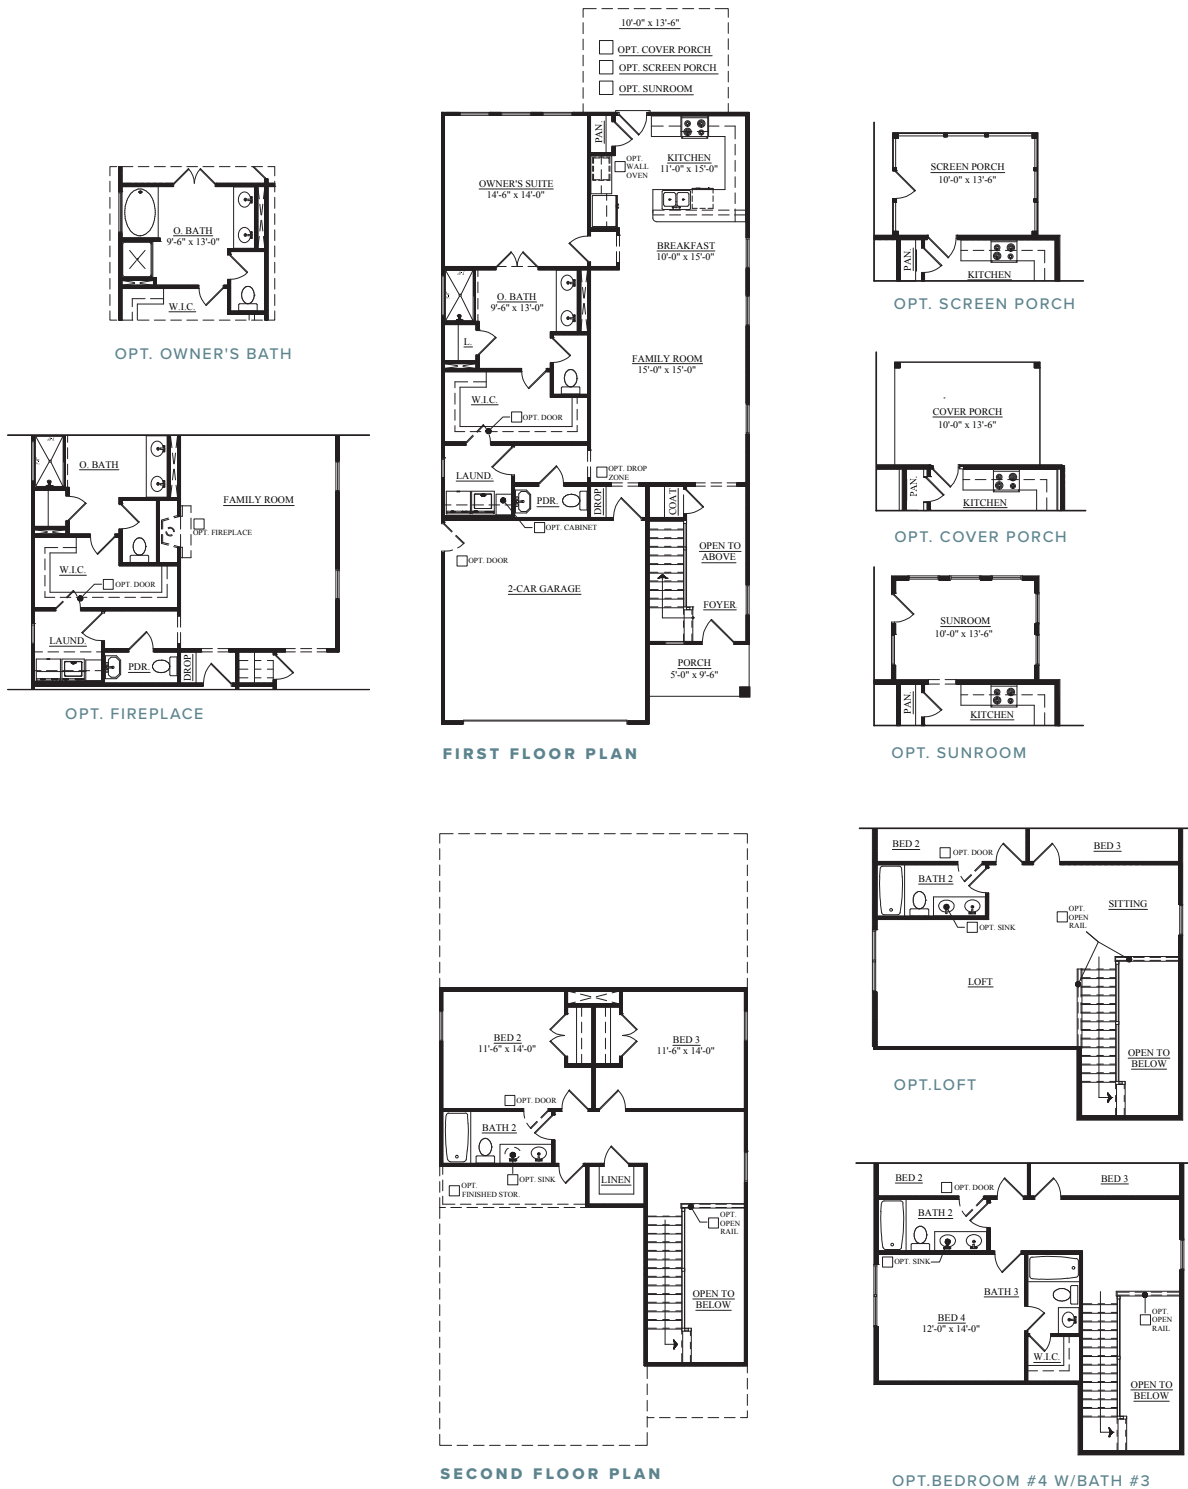 10'-0" x 13'-6"
OPT. COVER PORCH
OPT. SCREEN PORCH
OPT. SUNROOM
PAN.
OPT.
WALL
OVEN
KITCHEN
11'-0" x 15'-0"
OWNER'S SUITE
14'-6" x 14'-0"
BREAKFAST
10'-0" x 15'-0"
O. BATH
9'-6" x 13'-0"
L.
FAMILY ROOM
15'-0" x 15'-0"
W.I.C.
OPT. DOOR
LAUND.
OPT. DROP
ZONE
PDR.
DROP
COAT
OPT. CABINET
OPT. DOOR
OPEN TO
ABOVE
2-CAR GARAGE
FOYER
PORCH
5'-0" x 9'-6"
FIRST FLOOR PLAN
O. BATH
9'-6" x 13'-0"
W.I.C.
OPT. OWNER'S BATH
O. BATH
FAMILY ROOM
OPT. FIREPLACE
W.I.C.
OPT. DOOR
LAUND.
PDR.
DROP
OPT. FIREPLACE
SCREEN PORCH
10'-0" x 13'-6"
PAN.
KITCHEN
OPT. SCREEN PORCH
COVER PORCH
10'-0" x 13'-6"
PAN.
KITCHEN
OPT. COVER PORCH
SUNROOM
10'-0" x 13'-6"
PAN.
KITCHEN
OPT. SUNROOM
BED 2
11'-6" x 14'-0"
BED 3
11'-6" x 14'-0"
OPT. DOOR
BATH 2
OPT. SINK
OPT.
FINISHED STOR.
LINEN
OPT.
OPEN
RAIL
OPEN TO
BELOW
SECOND FLOOR PLAN
BED 2
OPT. DOOR
BED 3
BATH 2
SITTING
OPT.
OPEN
RAIL
OPT. SINK
LOFT
OPEN TO
BELOW
OPT.LOFT
BED 2
OPT. DOOR
BED 3
BATH 2
OPT. SINK
BATH 3
BED 4
12'-0" x 14'-0"
OPT.
OPEN
RAIL
W.I.C.
OPEN TO
BELOW
OPT.BEDROOM #4 W/BATH #3